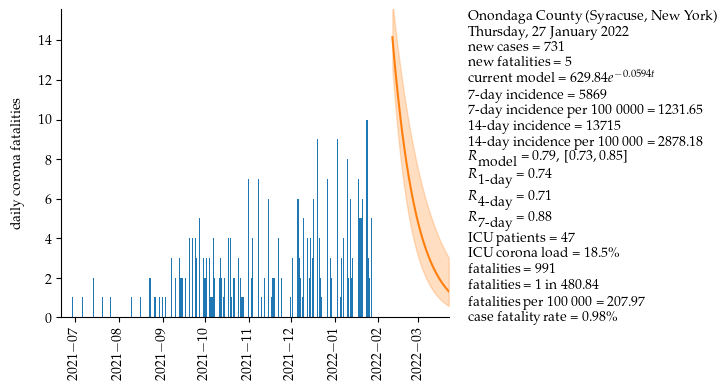 Onondaga County (Syracuse, New York)
Thursday, 27 January 2022
new cases = 731
new fatalities = 5
current model = 629.84e^{−0.0594t}
7-day incidence = 5869
7-day incidence per 100 0000 = 1231.65
14-day incidence = 13715
14-day incidence per 100 000 = 2878.18
R_model = 0.79, [0.73, 0.85]
R_1-day = 0.74
R_4-day = 0.71
R_7-day = 0.88
ICU patients = 47
ICU corona load = 18.5%
fatalities = 991
fatalities = 1 in 480.84
fatalities per 100 000 = 207.97
case fatality rate = 0.98%
daily corona fatalities
14
12
10
8
6
4
2
0
2021−07
2021−08
2021−09
2021−10
2021−11
2021−12
2022−01
2022−02
2022−03